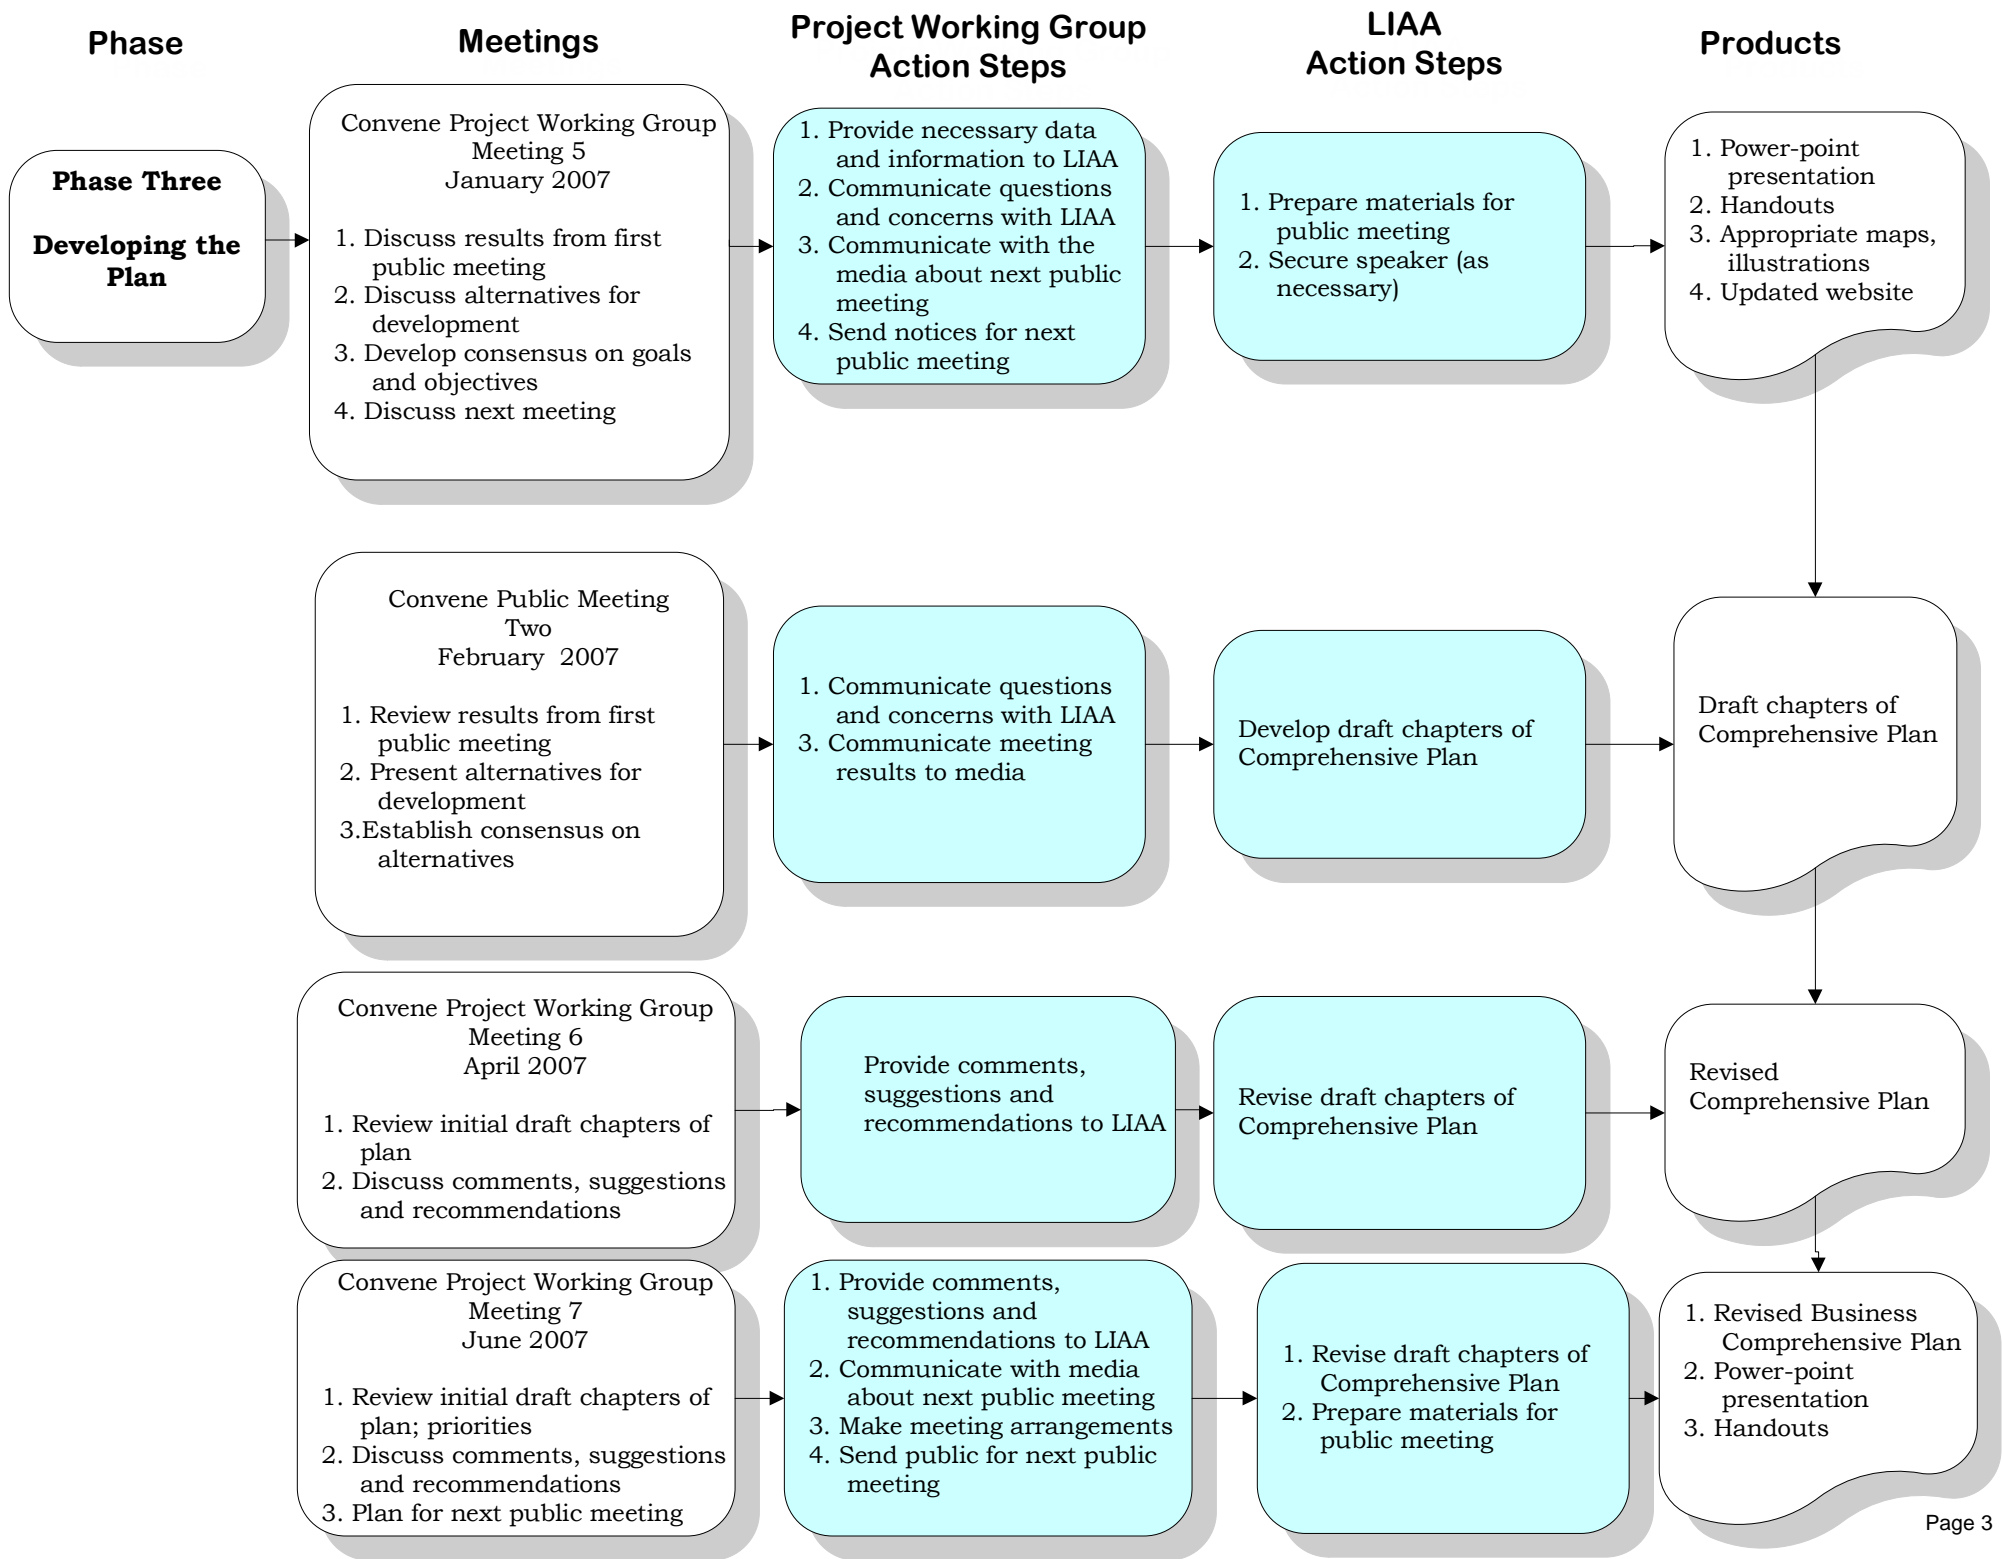 Phase
Meetings
Project Working Group
Action Steps
LIAA
Action Steps
Products
Phase Three
Developing the
Plan
Convene Project Working Group
Meeting 5
January 2007
1. Discuss results from first
public meeting
2. Discuss alternatives for
development
3. Develop consensus on goals
and objectives
4. Discuss next meeting
1. Provide necessary data
and information to LIAA
2. Communicate questions
and concerns with LIAA
3. Communicate with the
media about next public
meeting
4. Send notices for next
public meeting
1. Prepare materials for
public meeting
2. Secure speaker (as
necessary)
1. Power-point
presentation
2. Handouts
3. Appropriate maps,
illustrations
4. Updated website
Convene Public Meeting
Two
February  2007
1. Review results from first
public meeting
2. Present alternatives for
development
3.Establish consensus on
alternatives
1. Communicate questions
and concerns with LIAA
3. Communicate meeting
results to media
Develop draft chapters of
Comprehensive Plan
Draft chapters of
Comprehensive Plan
Convene Project Working Group
Meeting 6
April 2007
1. Review initial draft chapters of
plan
2. Discuss comments, suggestions
and recommendations
Provide comments,
suggestions and
recommendations to LIAA
Revise draft chapters of
Comprehensive Plan
Revised
Comprehensive Plan
Convene Project Working Group
Meeting 7
June 2007
1. Review initial draft chapters of
plan; priorities
2. Discuss comments, suggestions
and recommendations
3. Plan for next public meeting
1. Provide comments,
suggestions and
recommendations to LIAA
2. Communicate with media
about next public meeting
3. Make meeting arrangements
4. Send public for next public
meeting
1. Revise draft chapters of
Comprehensive Plan
2. Prepare materials for
public meeting
1. Revised Business
Comprehensive Plan
2. Power-point
presentation
3. Handouts
Page 3